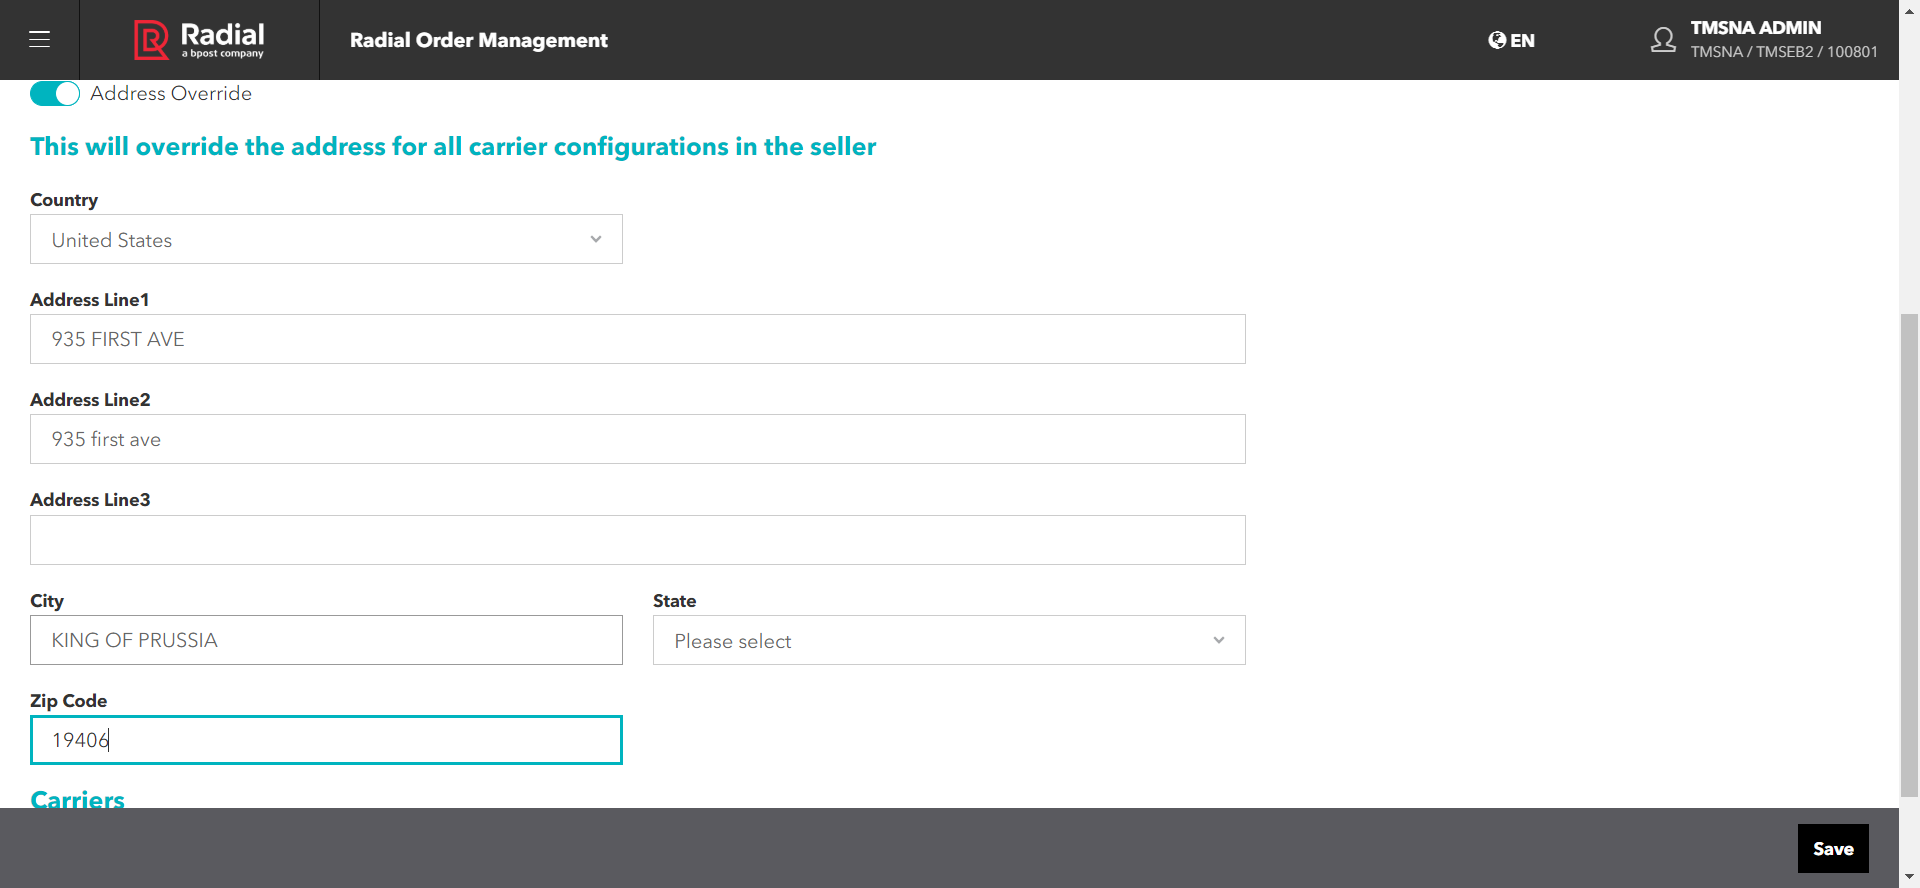 Radial
a bpost company
Radial Order Management
EN
TMSNA ADMIN
TMSNA / TMSEB2 / 100801
Address Override
This will override the address for all carrier configurations in the seller
Country
United States
Address Line1
935 FIRST AVE
Address Line2
935 first ave
Address Line3
City
State
KING OF PRUSSIA
Please select
Zip Code
19406
Carriers
Save